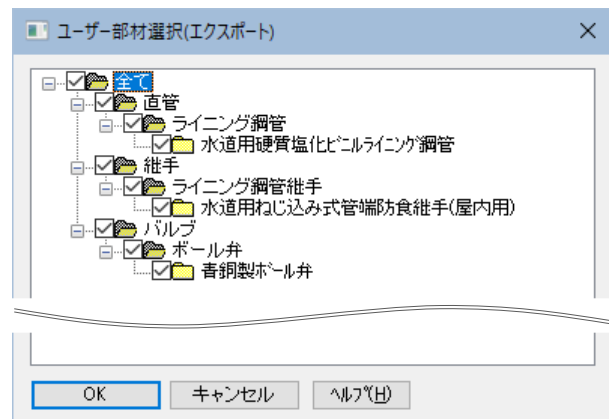 ユーザー部材選択(エクスポート)
全て
直管
ライニング鋼管
水道用硬質塩化ﾋﾞﾆﾙﾗｲﾆﾝｸﾞ鋼管
継手
ライニング鋼管継手
水道用ねじ込み式管端防食継手(屋内用)
バルブ
ボール弁
青銅製ﾎﾞｰﾙ弁
OK キャンセル ﾍﾙﾌﾟ(H)